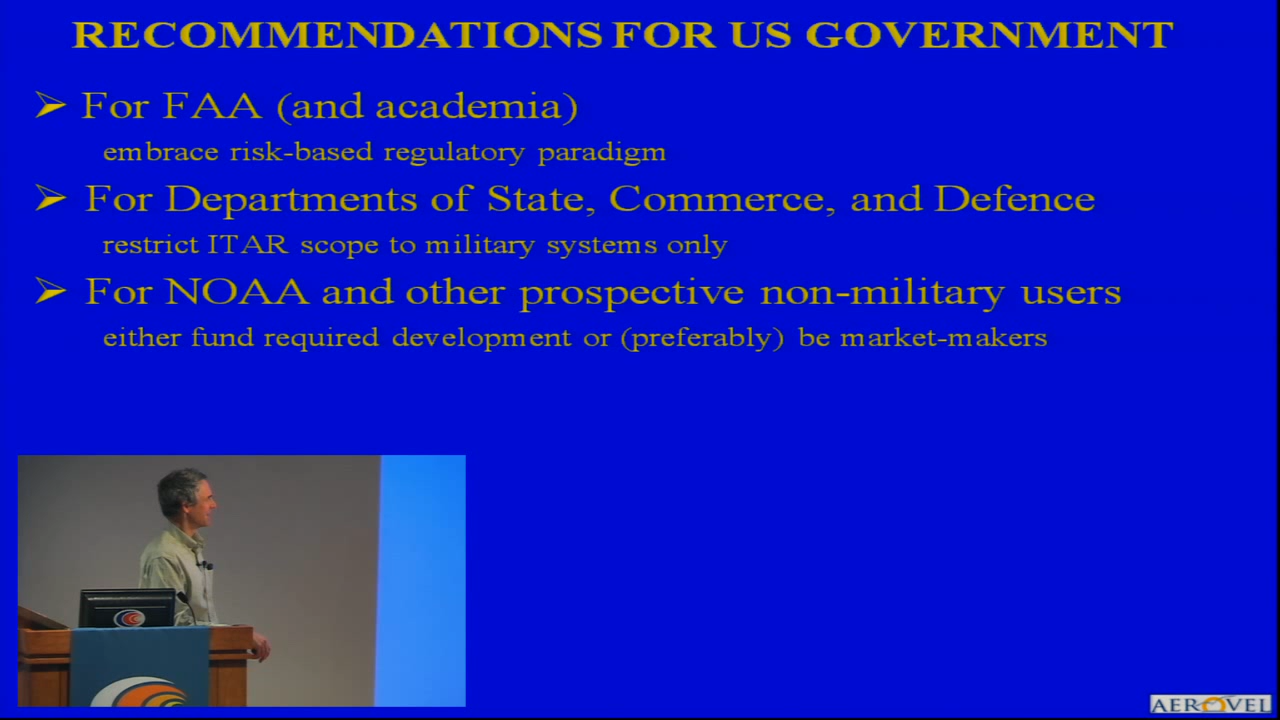 RECOMMENDATIONS FOR US GOVERNMENT
For FAA (and academia)
embrace risk-based regulatory paradigm
For Departments of State, Commerce, and Defence
restrict ITAR scope to military systems only
For NOAA and other prospective non-military users
either fund required development or (preferably) be market-makers
AEROVEL